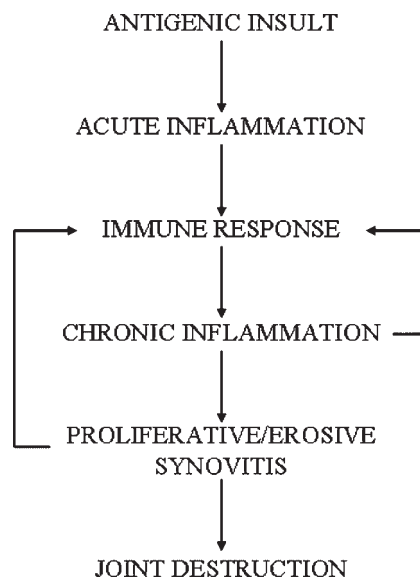 ANTIGENIC INSULT
ACUTE INFLAMMATION
IMMUNE RESPONSE
CHRONIC INFLAMMATION
PROLIFERATIVE/EROSIVE
SYNOVITIS
JOINT DESTRUCTION